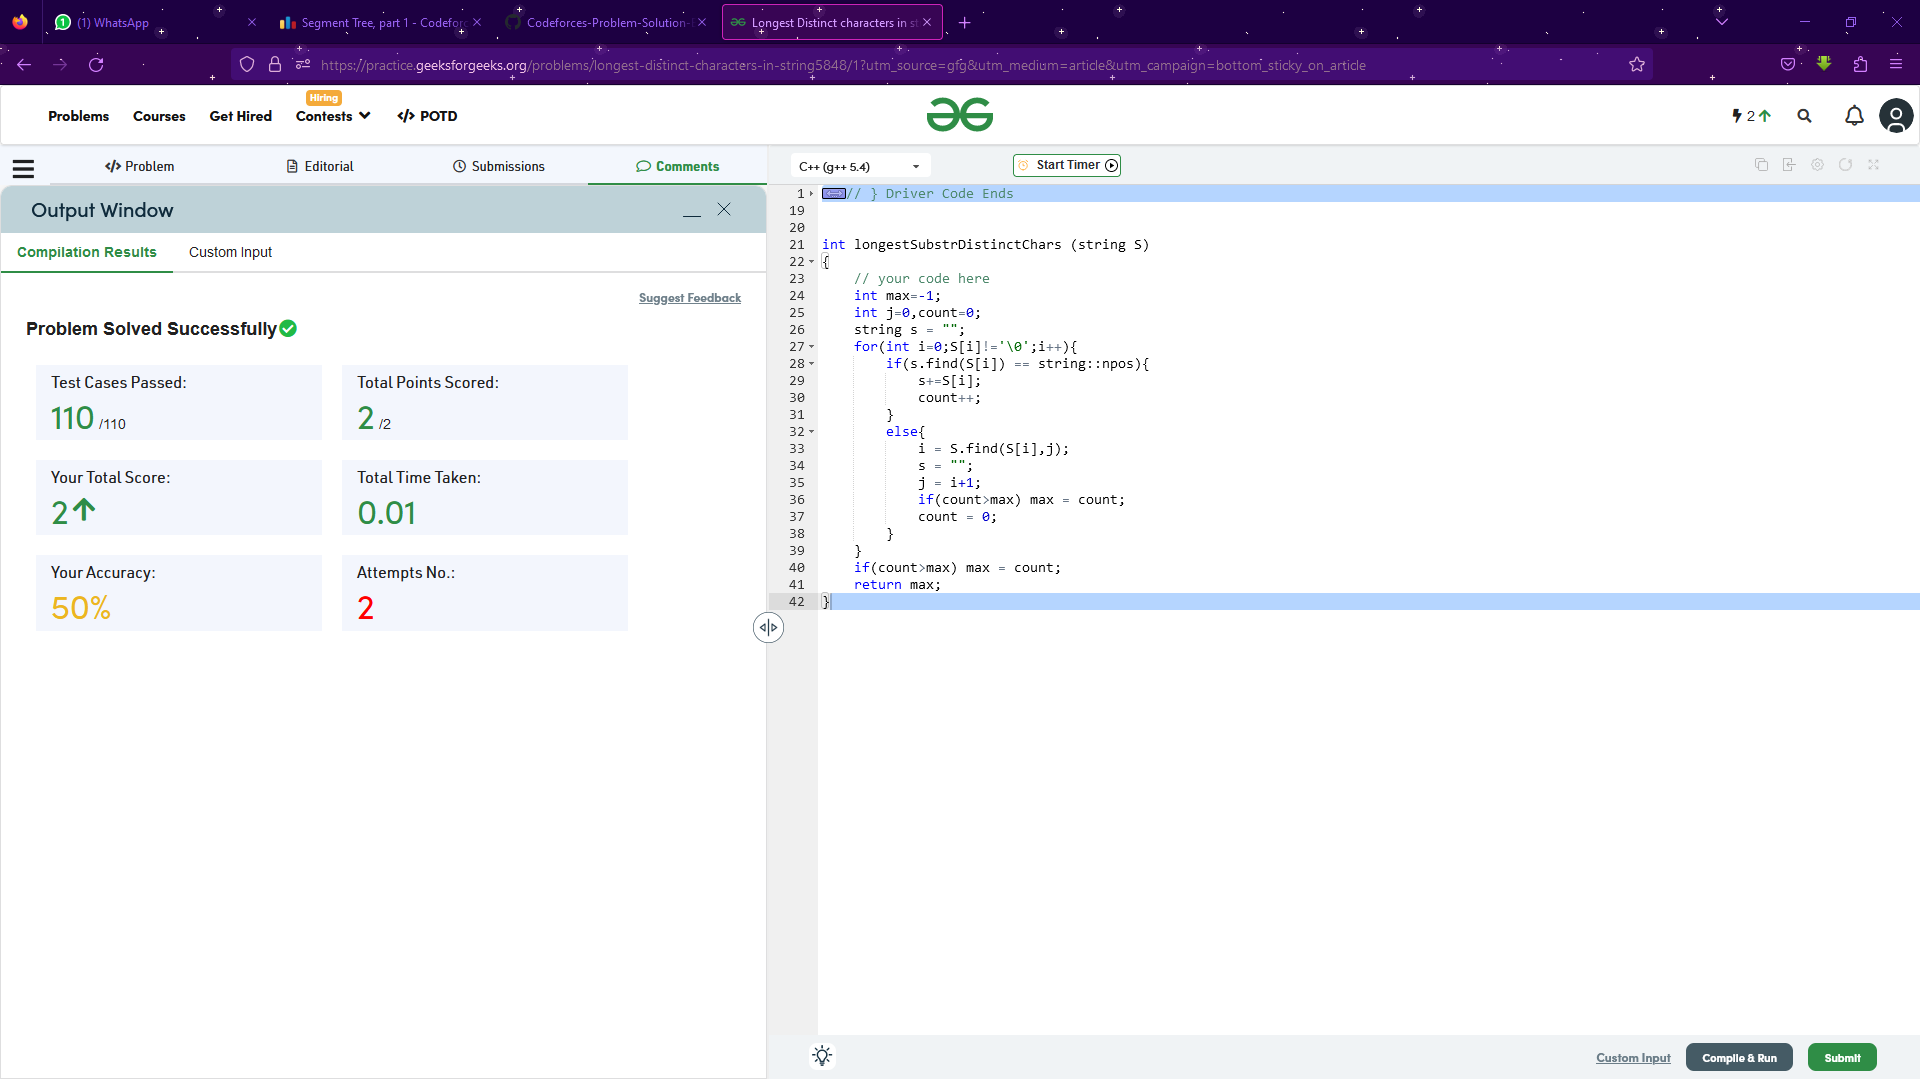 (1) WhatsApp
Segment Tree, part 1 - Codeforc
Codeforces-Problem-Solution-
Longest Distinct characters in st
https://practice.geeksforgeeks.org/problems/longest-distinct-characters-in-string5848/1?utm_source=gfg&utm_medium=article&utm_campaign=bottom_sticky_on_article
Hiring
Problems Courses Get Hired Contests </> POTD
2
</> Problem Editorial Submissions Comments
C++ (g++ 5.4)
Start Timer
Output Window
Compilation Results Custom Input
Suggest Feedback
Problem Solved Successfully
Test Cases Passed:
110 /110
Total Points Scored:
2 /2
Your Total Score:
2
Total Time Taken:
0.01
Your Accuracy:
50%
Attempts No.:
2
1 // } Driver Code Ends
19
20
21 int longestSubstrDistinctChars (string S)
22 {
23 // your code here
24 int max=-1;
25 int j=0,count=0;
26 string s = "";
27 for(int i=0;S[i]!='\0';i++){
28 if(s.find(S[i]) == string::npos){
29 s+=S[i];
30 count++;
31 }
32 else{
33 i = S.find(S[i],j);
34 s = "";
35 j = i+1;
36 if(count>max) max = count;
37 count = 0;
38 }
39 }
40 if(count>max) max = count;
41 return max;
42 }
Custom Input
Compile & Run
Submit